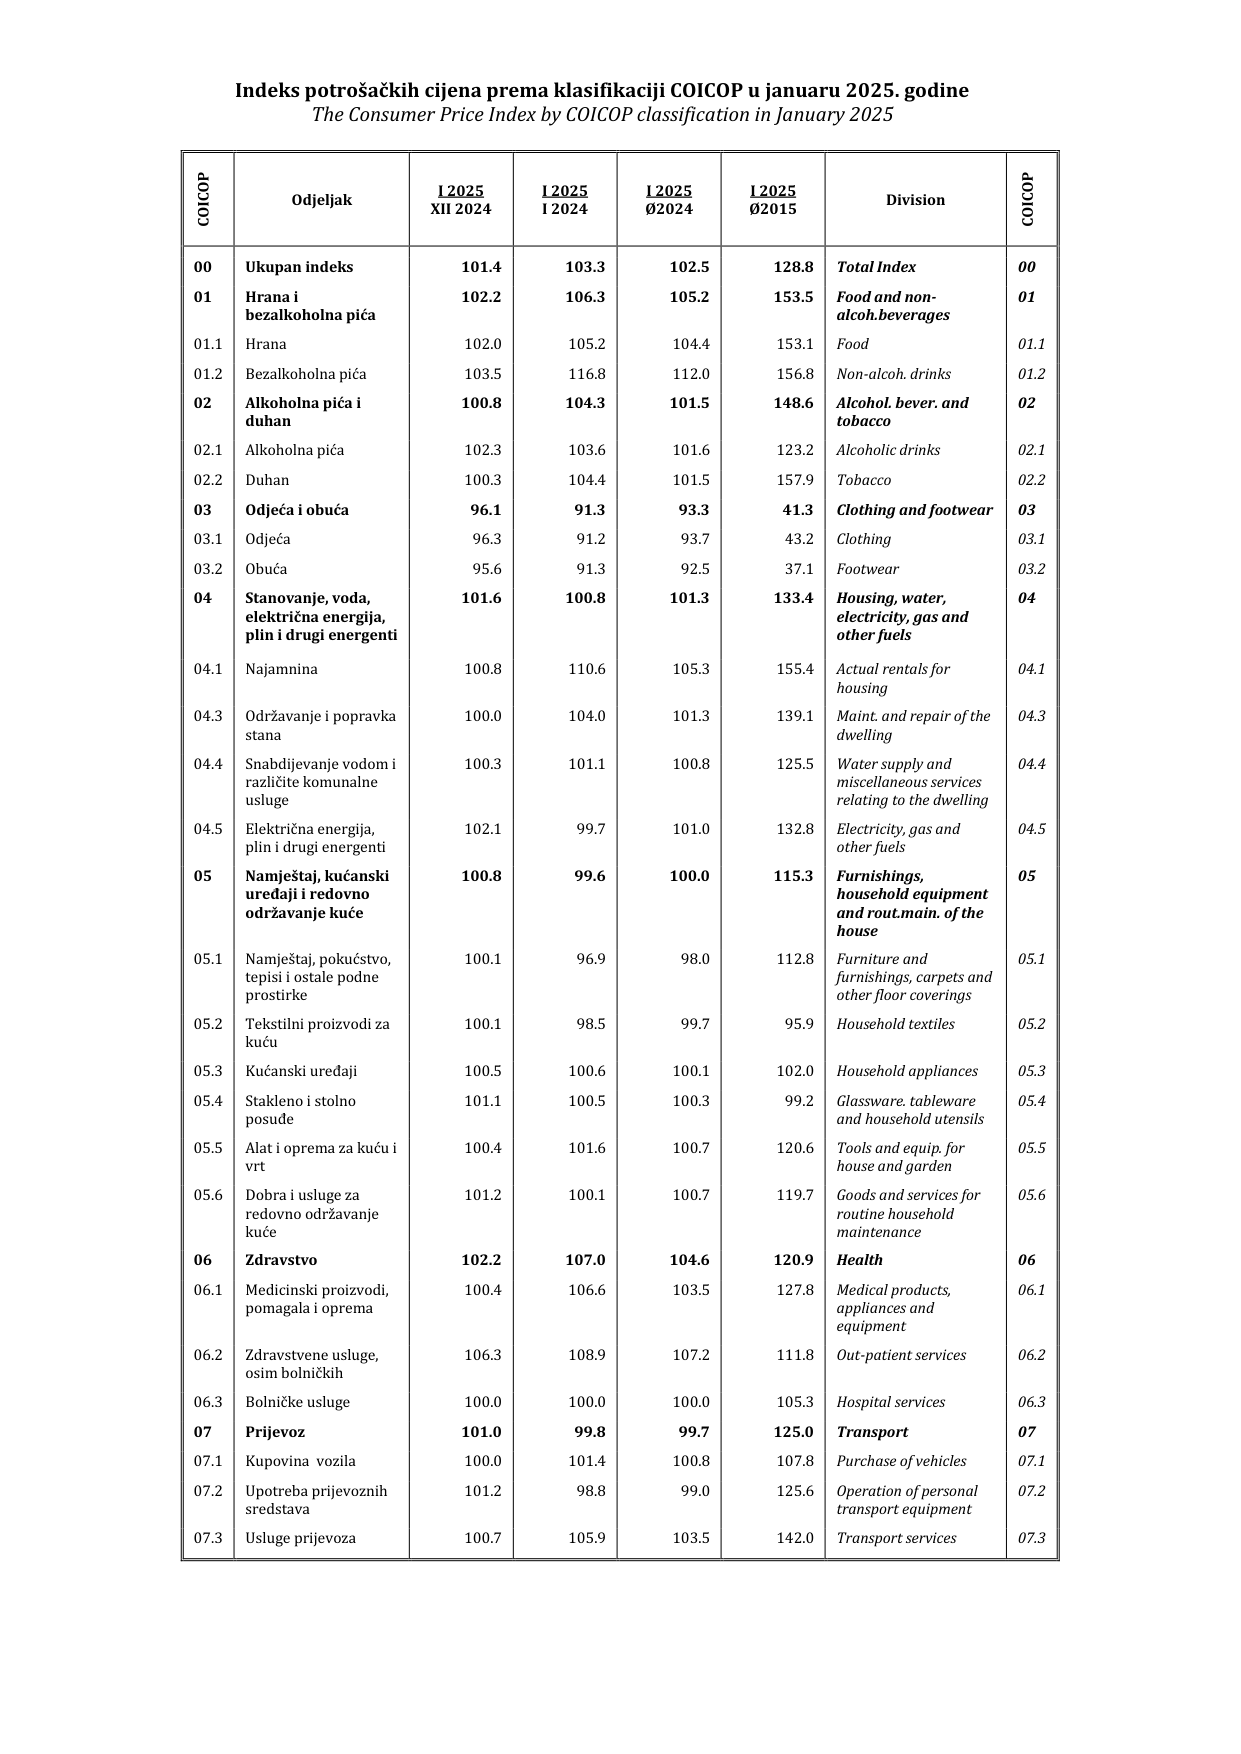 Indeks potrošačkih cijena prema klasifikaciji COICOP u januaru 2025. godine
The Consumer Price Index by COICOP classification in January 2025
COICOP Odjeljak I 2025 XII 2024 I 2025 I 2024 I 2025 Ø2024 I 2025 Ø2015 Division COICOP
00 Ukupan indeks 101.4 103.3 102.5 128.8 Total Index 00
01 Hrana i 102.2 106.3 105.2 153.5 Food and non- 01
bezalkoholna pića alcoh.beverages
01.1 Hrana 102.0 105.2 104.4 153.1 Food 01.1
01.2 Bezalkoholna pića 103.5 116.8 112.0 156.8 Non-alcoh. drinks 01.2
02 Alkoholna pića i 100.8 104.3 101.5 148.6 Alcohol. bever. and 02
duhan tobacco
02.1 Alkoholna pića 102.3 103.6 101.6 123.2 Alcoholic drinks 02.1
02.2 Duhan 100.3 104.4 101.5 157.9 Tobacco 02.2
03 Odjeća i obuća 96.1 91.3 93.3 41.3 Clothing and footwear 03
03.1 Odjeća 96.3 91.2 93.7 43.2 Clothing 03.1
03.2 Obuća 95.6 91.3 92.5 37.1 Footwear 03.2
04 Stanovanje, voda, 101.6 100.8 101.3 133.4 Housing, water, 04
električna energija, electricity, gas and
plin i drugi energenti other fuels
04.1 Najamnina 100.8 110.6 105.3 155.4 Actual rentals for 04.1
housing
04.3 Održavanje i popravka 100.0 104.0 101.3 139.1 Maint. and repair of the 04.3
stana dwelling
04.4 Snabdijevanje vodom i 100.3 101.1 100.8 125.5 Water supply and 04.4
različite komunalne miscellaneous services
usluge relating to the dwelling
04.5 Električna energija, 102.1 99.7 101.0 132.8 Electricity, gas and 04.5
plin i drugi energenti other fuels
05 Namještaj, kućanski 100.8 99.6 100.0 115.3 Furnishings, 05
uređaji i redovno household equipment
održavanje kuće and rout.main. of the
house
05.1 Namještaj, pokućstvo, 100.1 96.9 98.0 112.8 Furniture and 05.1
tepisi i ostale podne furnishings, carpets and
prostirke other floor coverings
05.2 Tekstilni proizvodi za 100.1 98.5 99.7 95.9 Household textiles 05.2
kuću
05.3 Kućanski uređaji 100.5 100.6 100.1 102.0 Household appliances 05.3
05.4 Stakleno i stolno 101.1 100.5 100.3 99.2 Glassware. tableware 05.4
posuđe and household utensils
05.5 Alat i oprema za kuću i 100.4 101.6 100.7 120.6 Tools and equip. for 05.5
vrt house and garden
05.6 Dobra i usluge za 101.2 100.1 100.7 119.7 Goods and services for 05.6
redovno održavanje routine household
kuće maintenance
06 Zdravstvo 102.2 107.0 104.6 120.9 Health 06
06.1 Medicinski proizvodi, 100.4 106.6 103.5 127.8 Medical products, 06.1
pomagala i oprema appliances and
equipment
06.2 Zdravstvene usluge, 106.3 108.9 107.2 111.8 Out-patient services 06.2
osim bolničkih
06.3 Bolničke usluge 100.0 100.0 100.0 105.3 Hospital services 06.3
07 Prijevoz 101.0 99.8 99.7 125.0 Transport 07
07.1 Kupovina vozila 100.0 101.4 100.8 107.8 Purchase of vehicles 07.1
07.2 Upotreba prijevoznih 101.2 98.8 99.0 125.6 Operation of personal 07.2
sredstava transport equipment
07.3 Usluge prijevoza 100.7 105.9 103.5 142.0 Transport services 07.3